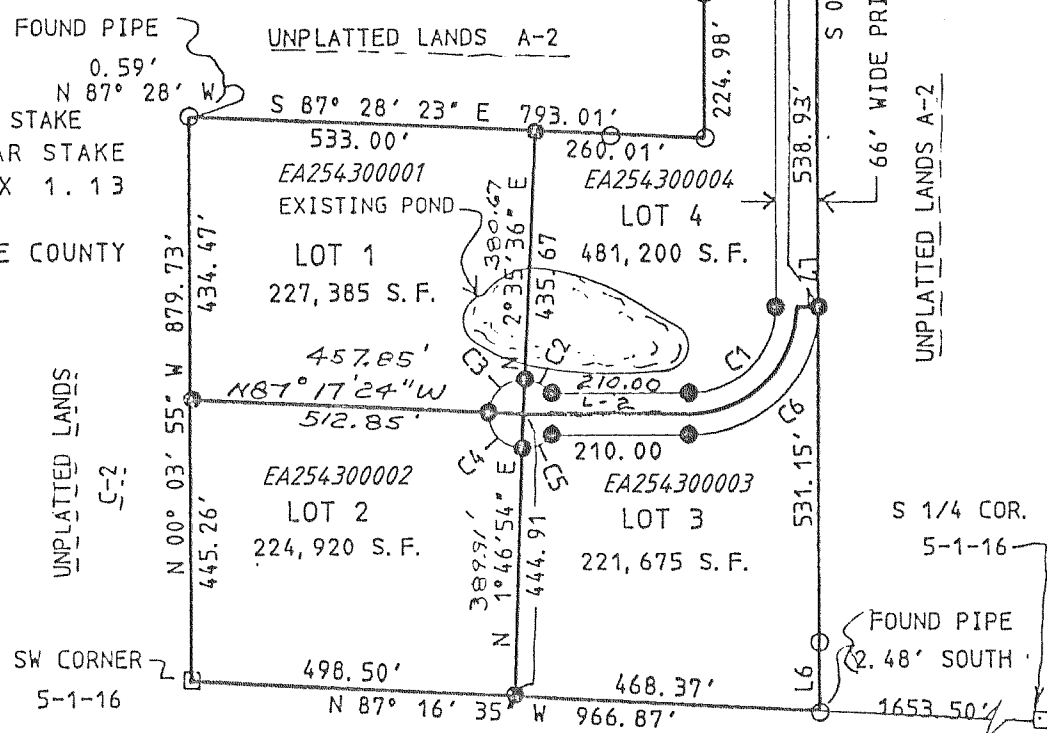 FOUND PIPE
0.59'
N 87° 28' W
UNPLATTED LANDS A-2
STAKE
AR STAKE
X 1.13
E COUNTY
S 87° 28' 23" E 793.01'
533.00'
260.01'
224.98'
EA254300001
EXISTING POND
LOT 1
227,385 S.F.
EA254300004
LOT 4
481,200 S.F.
380.67
N 2°35'36" E
435.67
538.93'
S 0
66' WIDE PRI
UNPLATTED LANDS A-2
L7
N 00° 03' 55" W 879.73'
434.47'
445.26'
457.85'
N87°17'24"W
512.85'
C3
C2
C1
210.00
L-2
C4
C5
C6
210.00
UNPLATTED LANDS
C-2
EA254300002
LOT 2
224,920 S.F.
389.91'
N 1°46'54" E
444.91
EA254300003
LOT 3
221,675 S.F.
531.15'
S 1/4 COR.
5-1-16
FOUND PIPE
2.48' SOUTH
L6
SW CORNER
5-1-16
498.50'
468.37'
N 87° 16' 35" W 966.87'
1653.50'